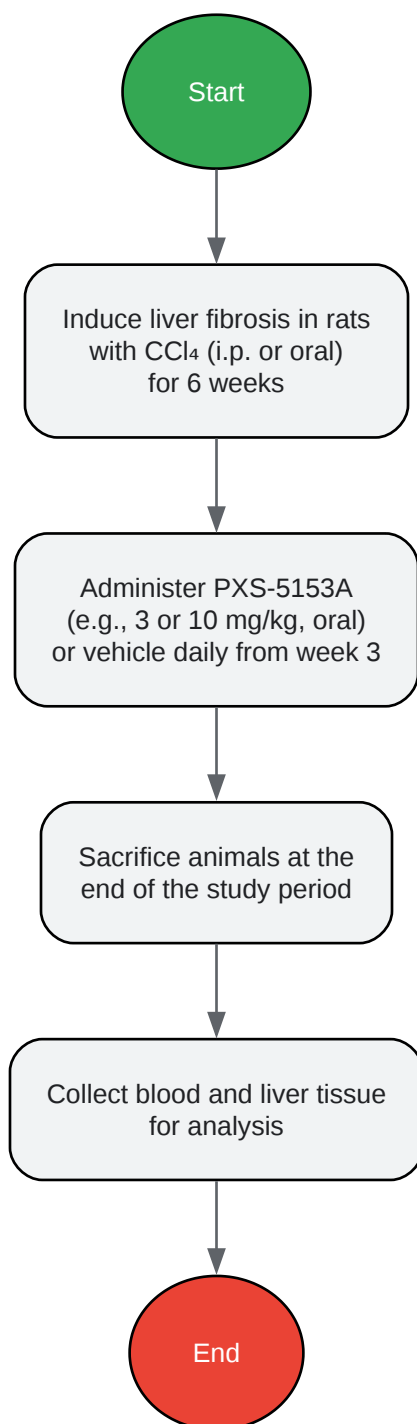 Start
Induce liver fibrosis in rats
with CCl₄ (i.p. or oral)
for 6 weeks
Administer PXS-5153A
(e.g., 3 or 10 mg/kg, oral)
or vehicle daily from week 3
Sacrifice animals at the
end of the study period
Collect blood and liver tissue
for analysis
End